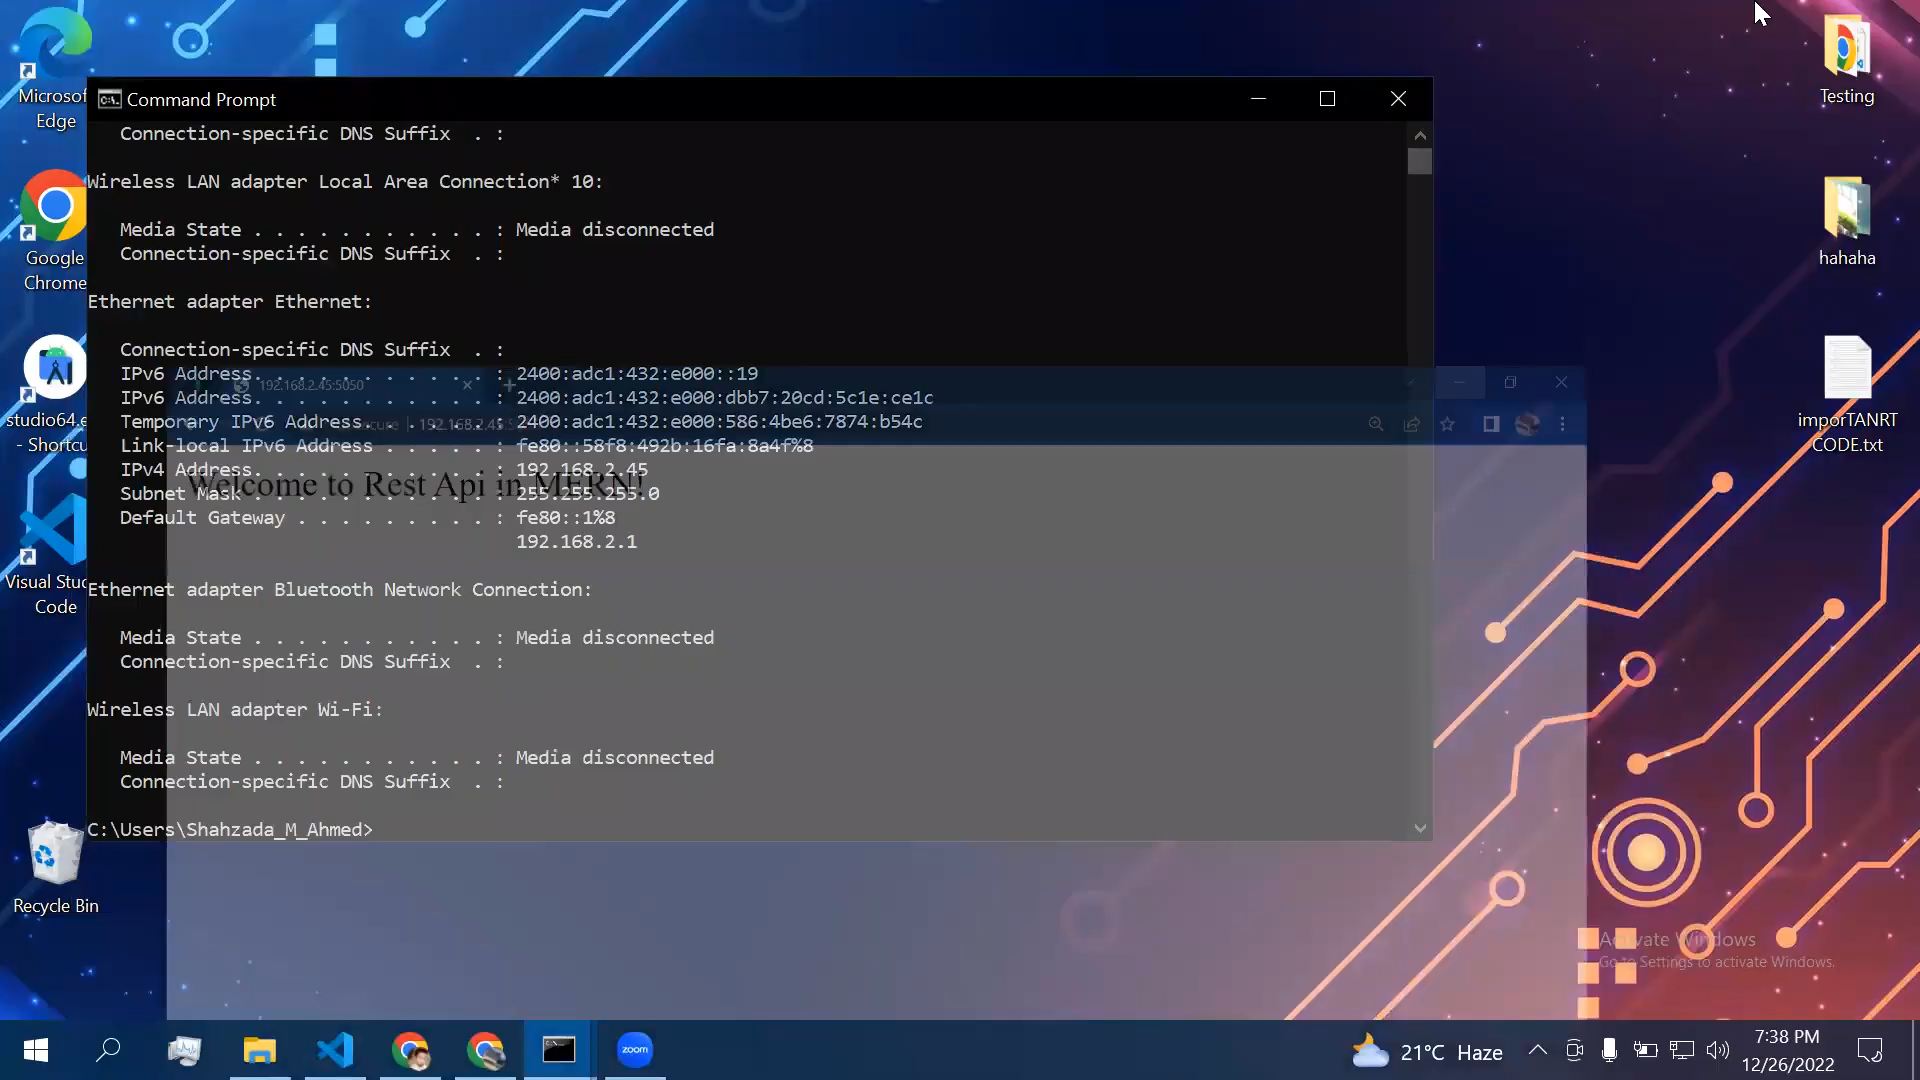 Microsof
Edge
Google
Chrome
studio64.e
- Shortcu
Visual Stud
Code
Recycle Bin
Command Prompt
Connection-specific DNS Suffix  . :
Wireless LAN adapter Local Area Connection* 10:
Media State . . . . . . . . . . . : Media disconnected
Connection-specific DNS Suffix  . :
Ethernet adapter Ethernet:
Connection-specific DNS Suffix  . :
IPv6 Address. . . . . . . . . . . : 2400:adc1:432:e000::19
IPv6 Address. . . . . . . . . . . : 2400:adc1:432:e000:dbb7:20cd:5c1e:ce1c
Temporary IPv6 Address. . . . . . : 2400:adc1:432:e000:586:4be6:7874:b54c
Link-local IPv6 Address . . . . . : fe80::58f8:492b:16fa:8a4f%8
IPv4 Address. . . . . . . . . . . : 192.168.2.45
Subnet Mask . . . . . . . . . . . : 255.255.255.0
Default Gateway . . . . . . . . . : fe80::1%8
192.168.2.1
Ethernet adapter Bluetooth Network Connection:
Media State . . . . . . . . . . . : Media disconnected
Connection-specific DNS Suffix  . :
Wireless LAN adapter Wi-Fi:
Media State . . . . . . . . . . . : Media disconnected
Connection-specific DNS Suffix  . :
C:\Users\Shahzada_M_Ahmed>
192.168.2.45:5050
Welcome to Rest Api in MERN!
Testing
hahaha
imporTANRT
CODE.txt
Activate Windows
Go to Settings to activate Windows.
zoom
21°C Haze
7:38 PM
12/26/2022